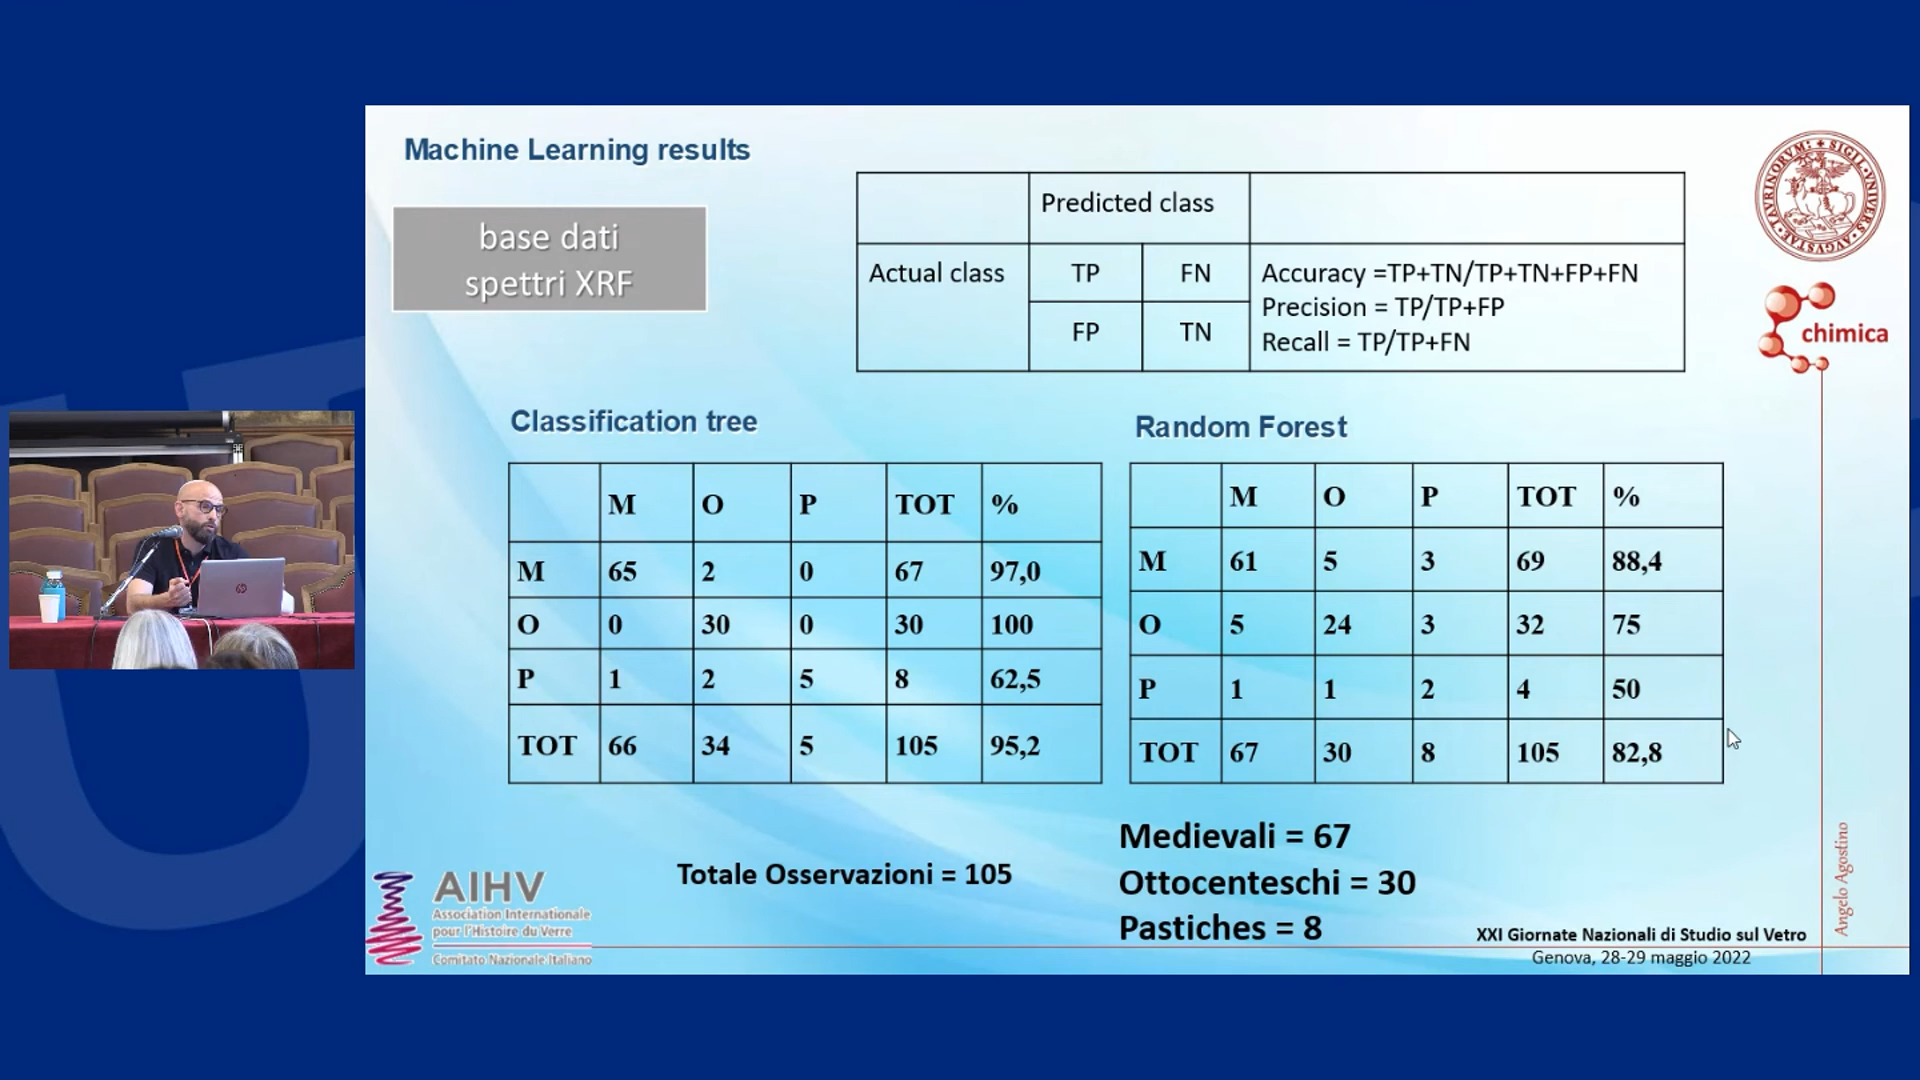 Machine Learning results
base dati
spettri XRF
Predicted class
Actual class TP FN
FP TN
Accuracy =TP+TN/TP+TN+FP+FN
Precision = TP/TP+FP
Recall = TP/TP+FN
chimica
Classification tree
M O P TOT %
M 65 2 0 67 97,0
O 0 30 0 30 100
P 1 2 5 8 62,5
TOT 66 34 5 105 95,2
Random Forest
M O P TOT %
M 61 5 3 69 88,4
O 5 24 3 32 75
P 1 1 2 4 50
TOT 67 30 8 105 82,8
Totale Osservazioni = 105
Medievali = 67
Ottocenteschi = 30
Pastiches = 8
AIHV
Association Internationale
pour l'Histoire du Verre
Comitato Nazionale Italiano
XXI Giornate Nazionali di Studio sul Vetro
Genova, 28-29 maggio 2022
Angelo Agostino